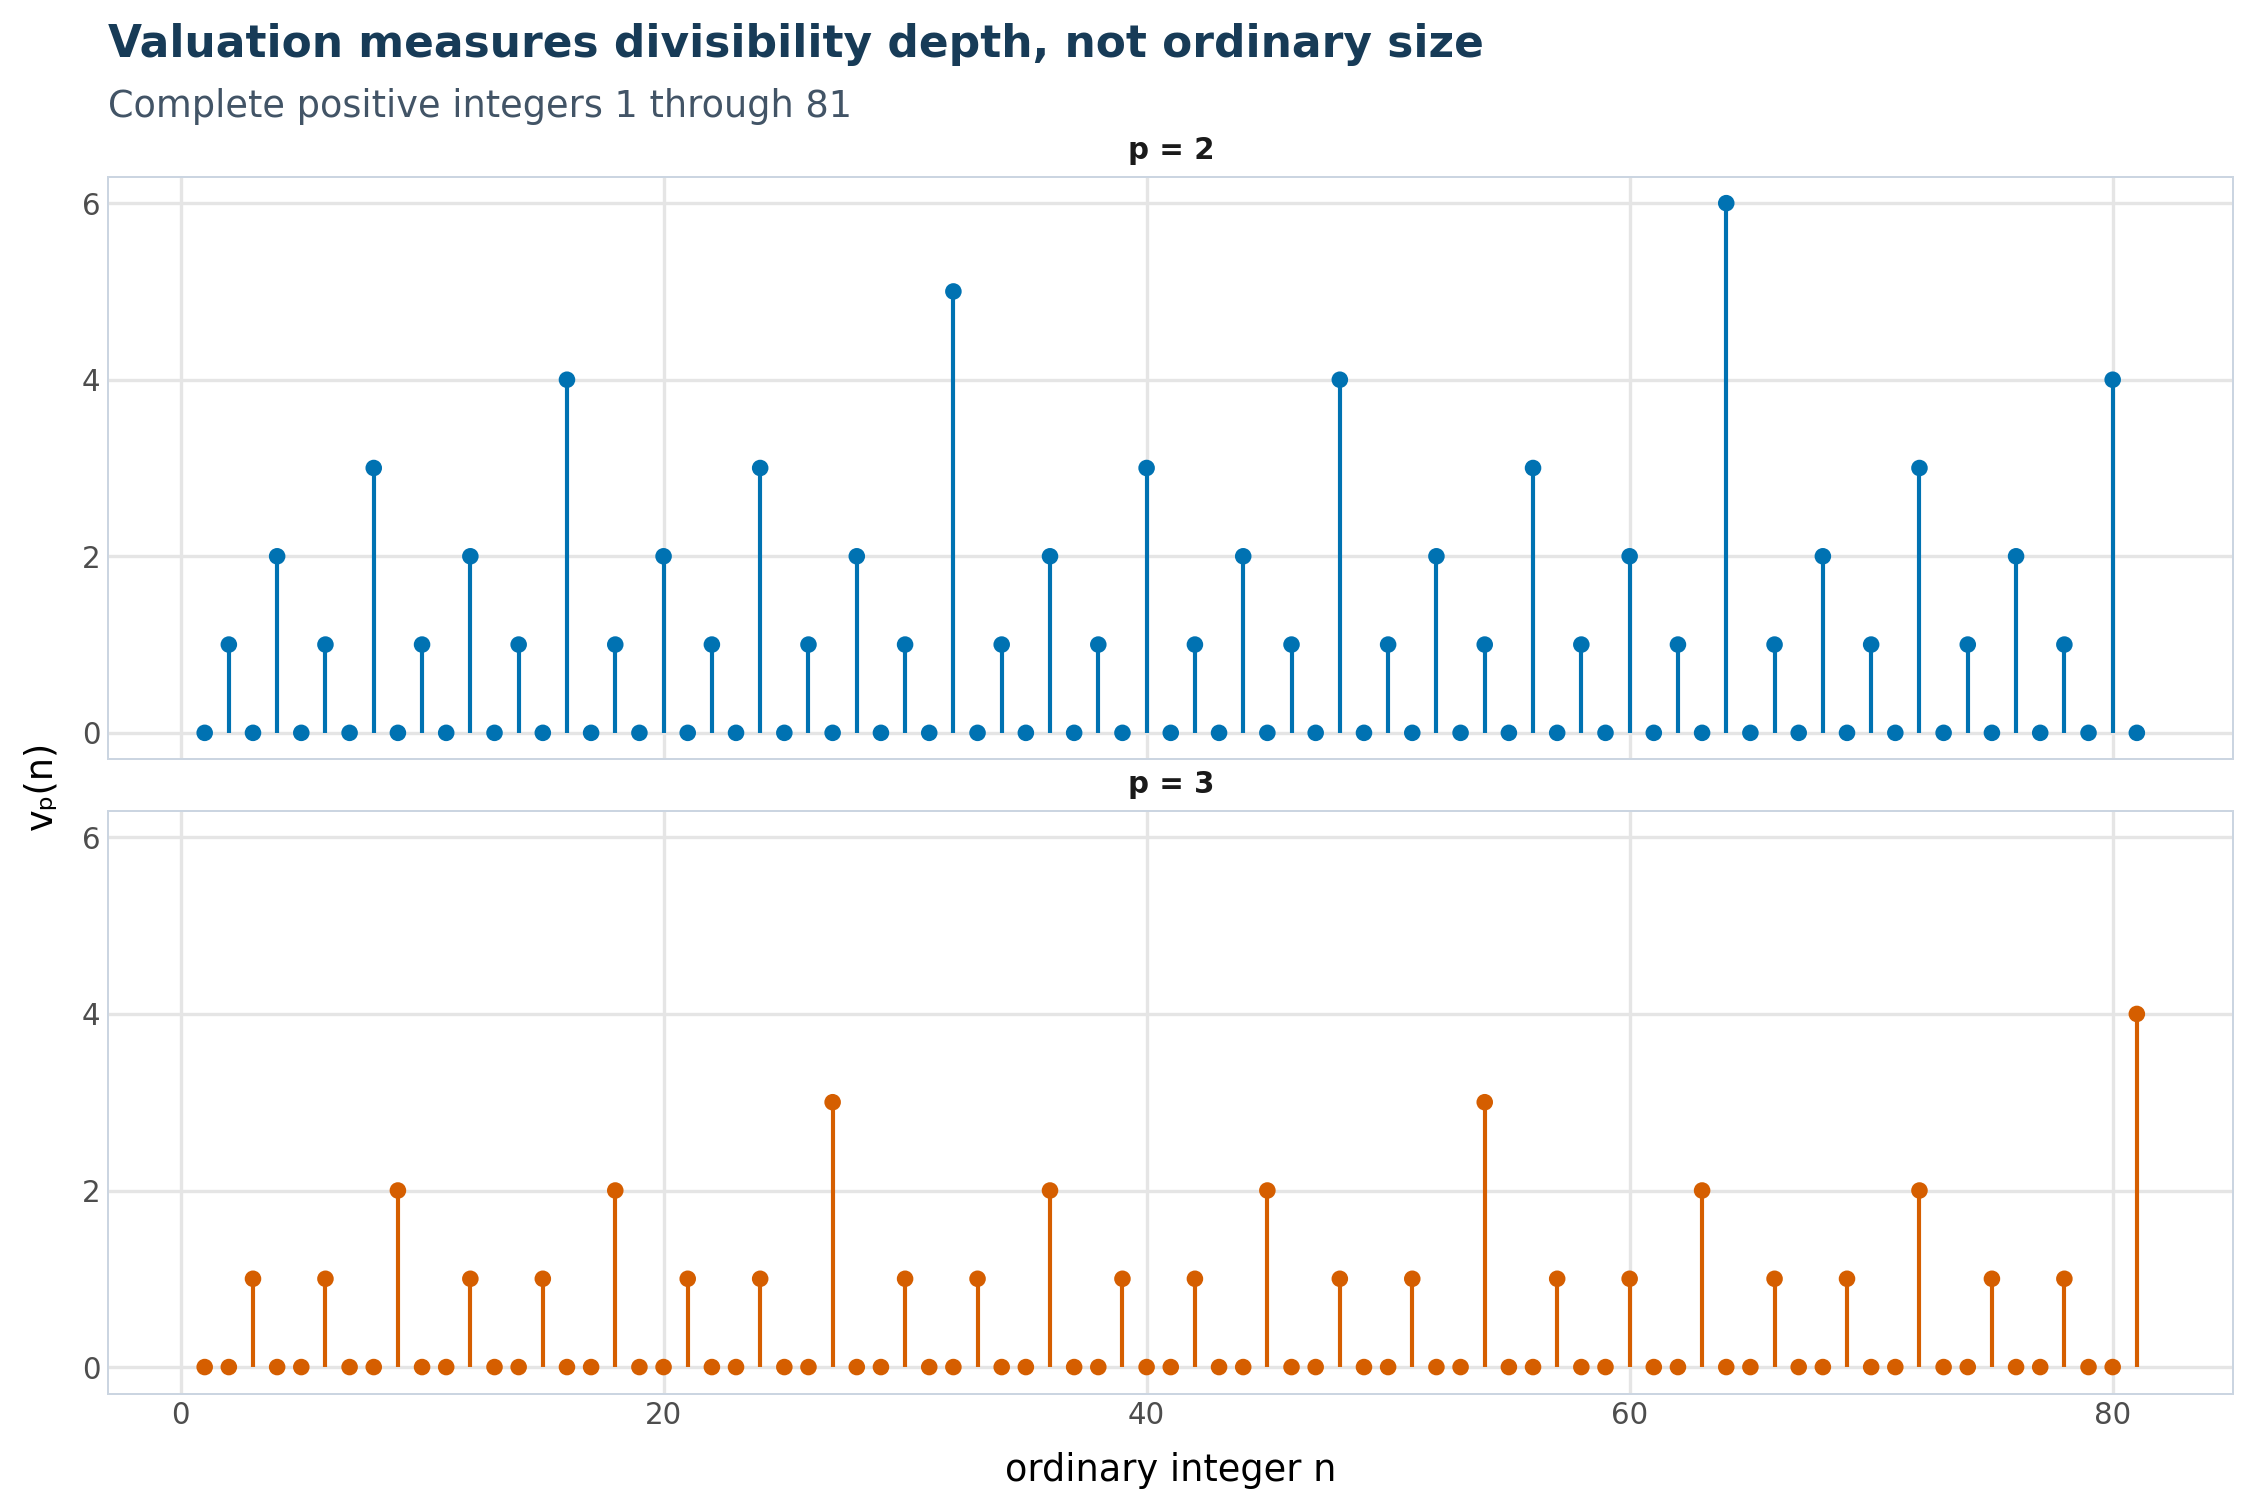 Valuation measures divisibility depth, not ordinary size
Complete positive integers 1 through 81
p = 2
6
4
2
0
p = 3
6
4
2
0
vₚ(n)
0 20 40 60 80
ordinary integer n